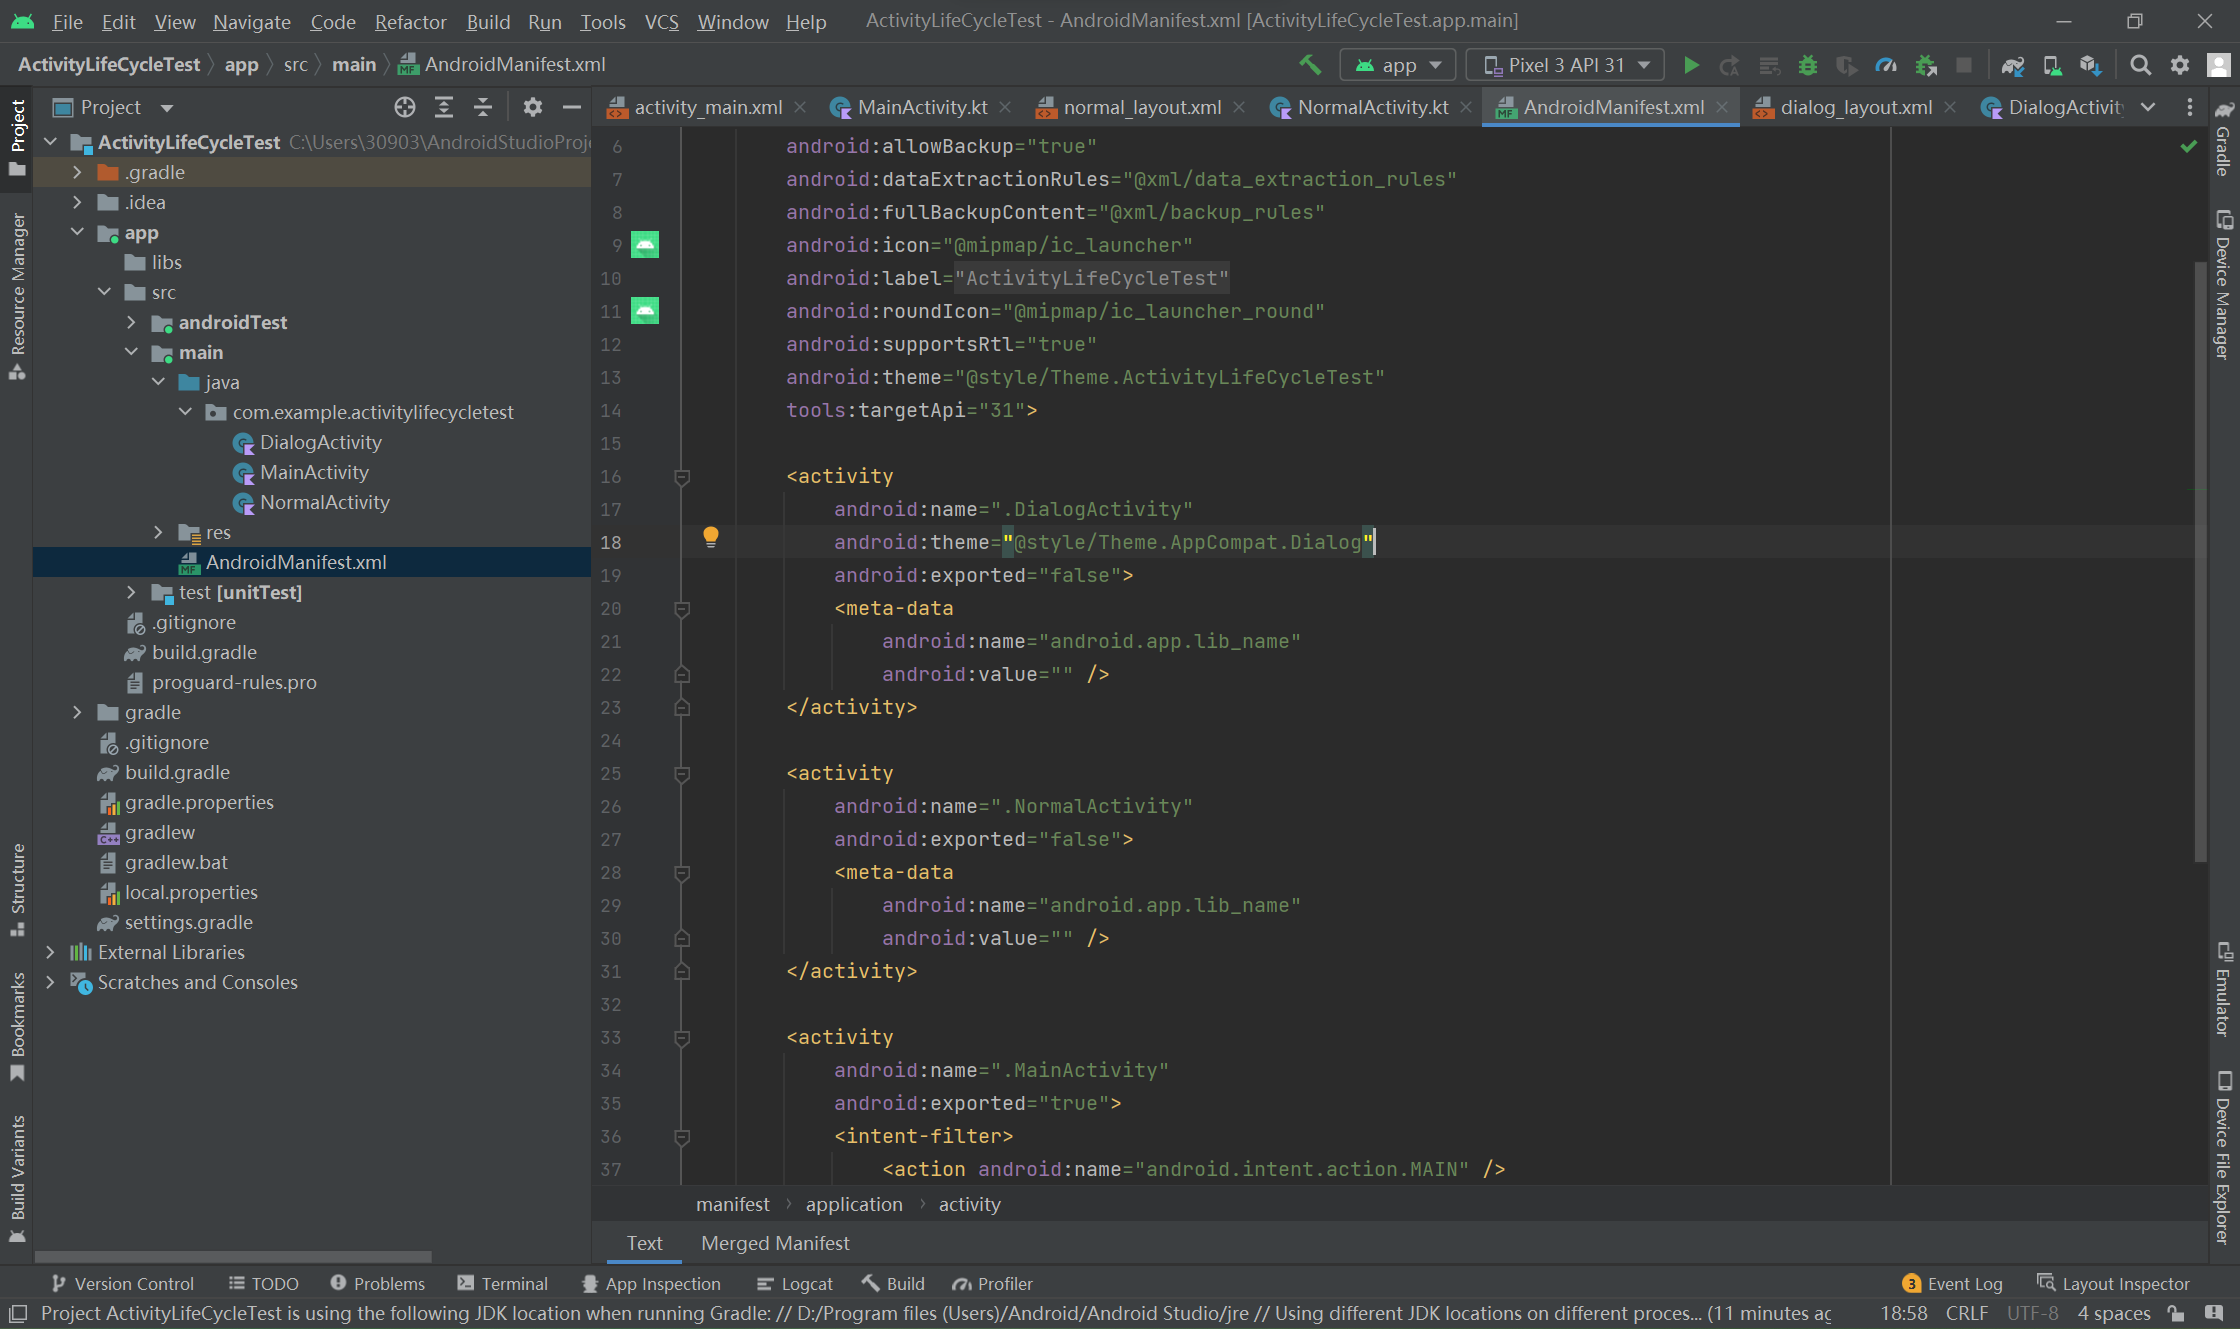 File Edit View Navigate Code Refactor Build Run Tools VCS Window Help ActivityLifeCycleTest - AndroidManifest.xml [ActivityLifeCycleTest.app.main]
ActivityLifeCycleTest app src main AndroidManifest.xml app Pixel 3 API 31
Project
activity_main.xml MainActivity.kt normal_layout.xml NormalActivity.kt AndroidManifest.xml dialog_layout.xml DialogActivit
Project
Resource Manager
Structure
Bookmarks
Build Variants
ActivityLifeCycleTest C:\Users\30903\AndroidStudioProj
.gradle
.idea
app
libs
src
androidTest
main
java
com.example.activitylifecycletest
DialogActivity
MainActivity
NormalActivity
res
AndroidManifest.xml
test [unitTest]
.gitignore
build.gradle
proguard-rules.pro
gradle
.gitignore
build.gradle
gradle.properties
gradlew
gradlew.bat
local.properties
settings.gradle
External Libraries
Scratches and Consoles
6 android:allowBackup="true"
7 android:dataExtractionRules="@xml/data_extraction_rules"
8 android:fullBackupContent="@xml/backup_rules"
9 android:icon="@mipmap/ic_launcher"
10 android:label="ActivityLifeCycleTest"
11 android:roundIcon="@mipmap/ic_launcher_round"
12 android:supportsRtl="true"
13 android:theme="@style/Theme.ActivityLifeCycleTest"
14 tools:targetApi="31">
15
16 <activity
17 android:name=".DialogActivity"
18 android:theme="@style/Theme.AppCompat.Dialog"
19 android:exported="false">
20 <meta-data
21 android:name="android.app.lib_name"
22 android:value="" />
23 </activity>
24
25 <activity
26 android:name=".NormalActivity"
27 android:exported="false">
28 <meta-data
29 android:name="android.app.lib_name"
30 android:value="" />
31 </activity>
32
33 <activity
34 android:name=".MainActivity"
35 android:exported="true">
36 <intent-filter>
37 <action android:name="android.intent.action.MAIN" />
manifest application activity
Text Merged Manifest
Gradle
Device Manager
Emulator
Device File Explorer
Version Control TODO Problems Terminal App Inspection Logcat Build Profiler 3 Event Log Layout Inspector
Project ActivityLifeCycleTest is using the following JDK location when running Gradle: // D:/Program files (Users)/Android/Android Studio/jre // Using different JDK locations on different proces... (11 minutes ag 18:58 CRLF UTF-8 4 spaces